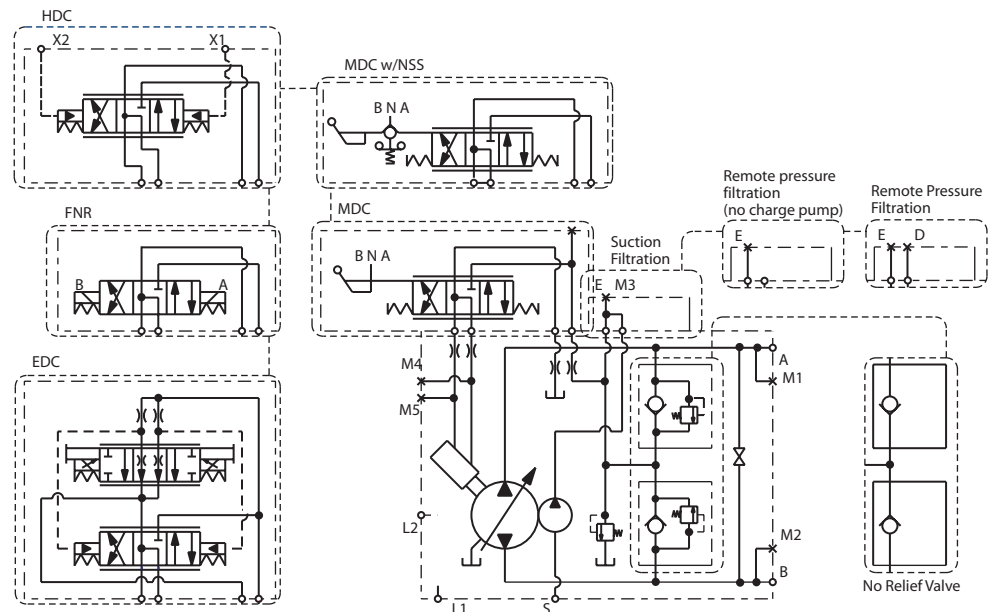 HDC
X2
X1
MDC w/NSS
B N A
FNR
B
A
MDC
B N A
Suction
Filtration
E
M3
Remote pressure
filtration
(no charge pump)
E
Remote Pressure
Filtration
E
D
EDC
M4
M5
A
M1
L2
M2
B
L1
S
No Relief Valve